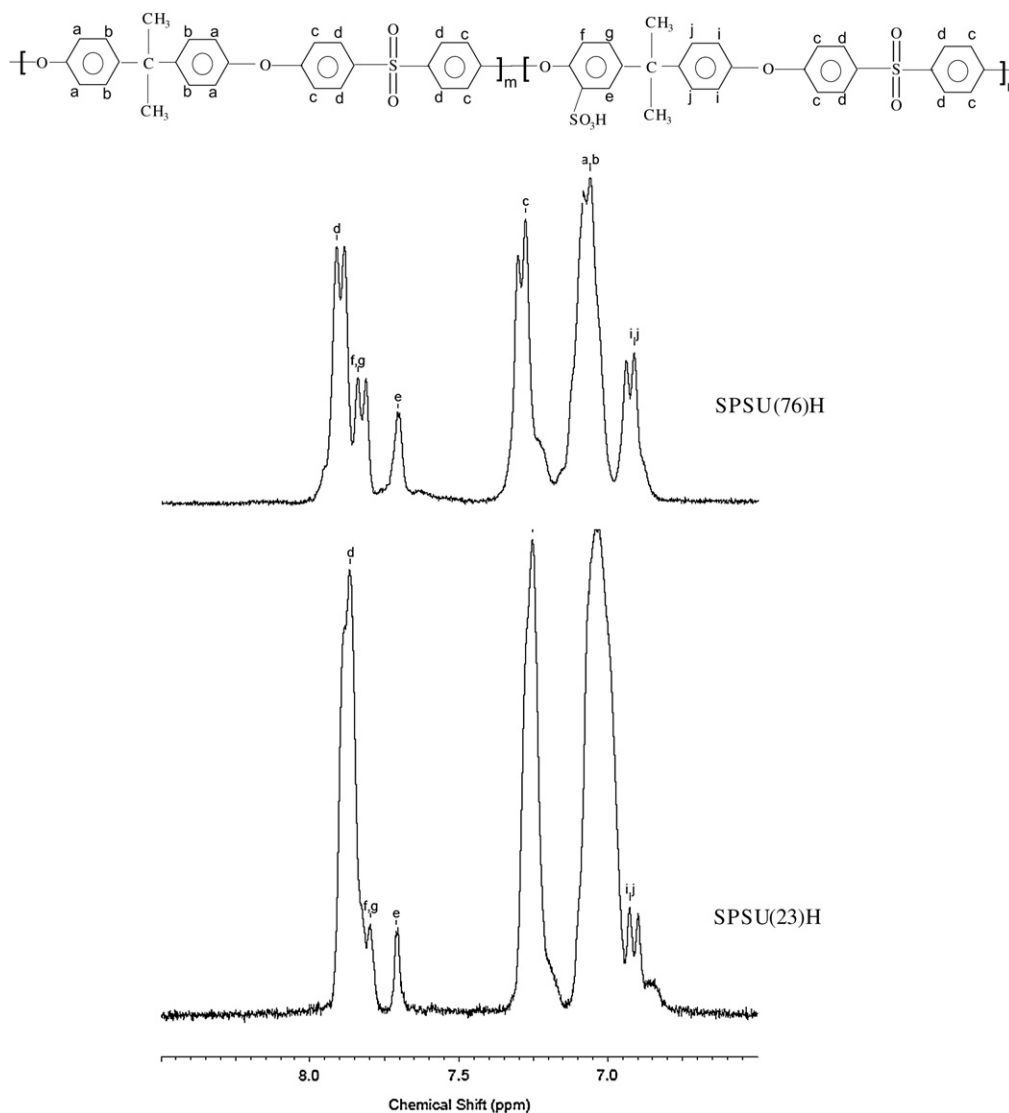 CH₃ CH₃
a b b a c d O d c f g j i c d O d c
[ O C O S ]m [ O C O S ]
a b b a c d O d c e j i c d O d c
SO₃H
CH₃ CH₃
a,b
c
d
f,g
e
i,j
SPSU(76)H
d
f,g
e
i,j
SPSU(23)H
8.0 7.5 7.0
Chemical Shift (ppm)